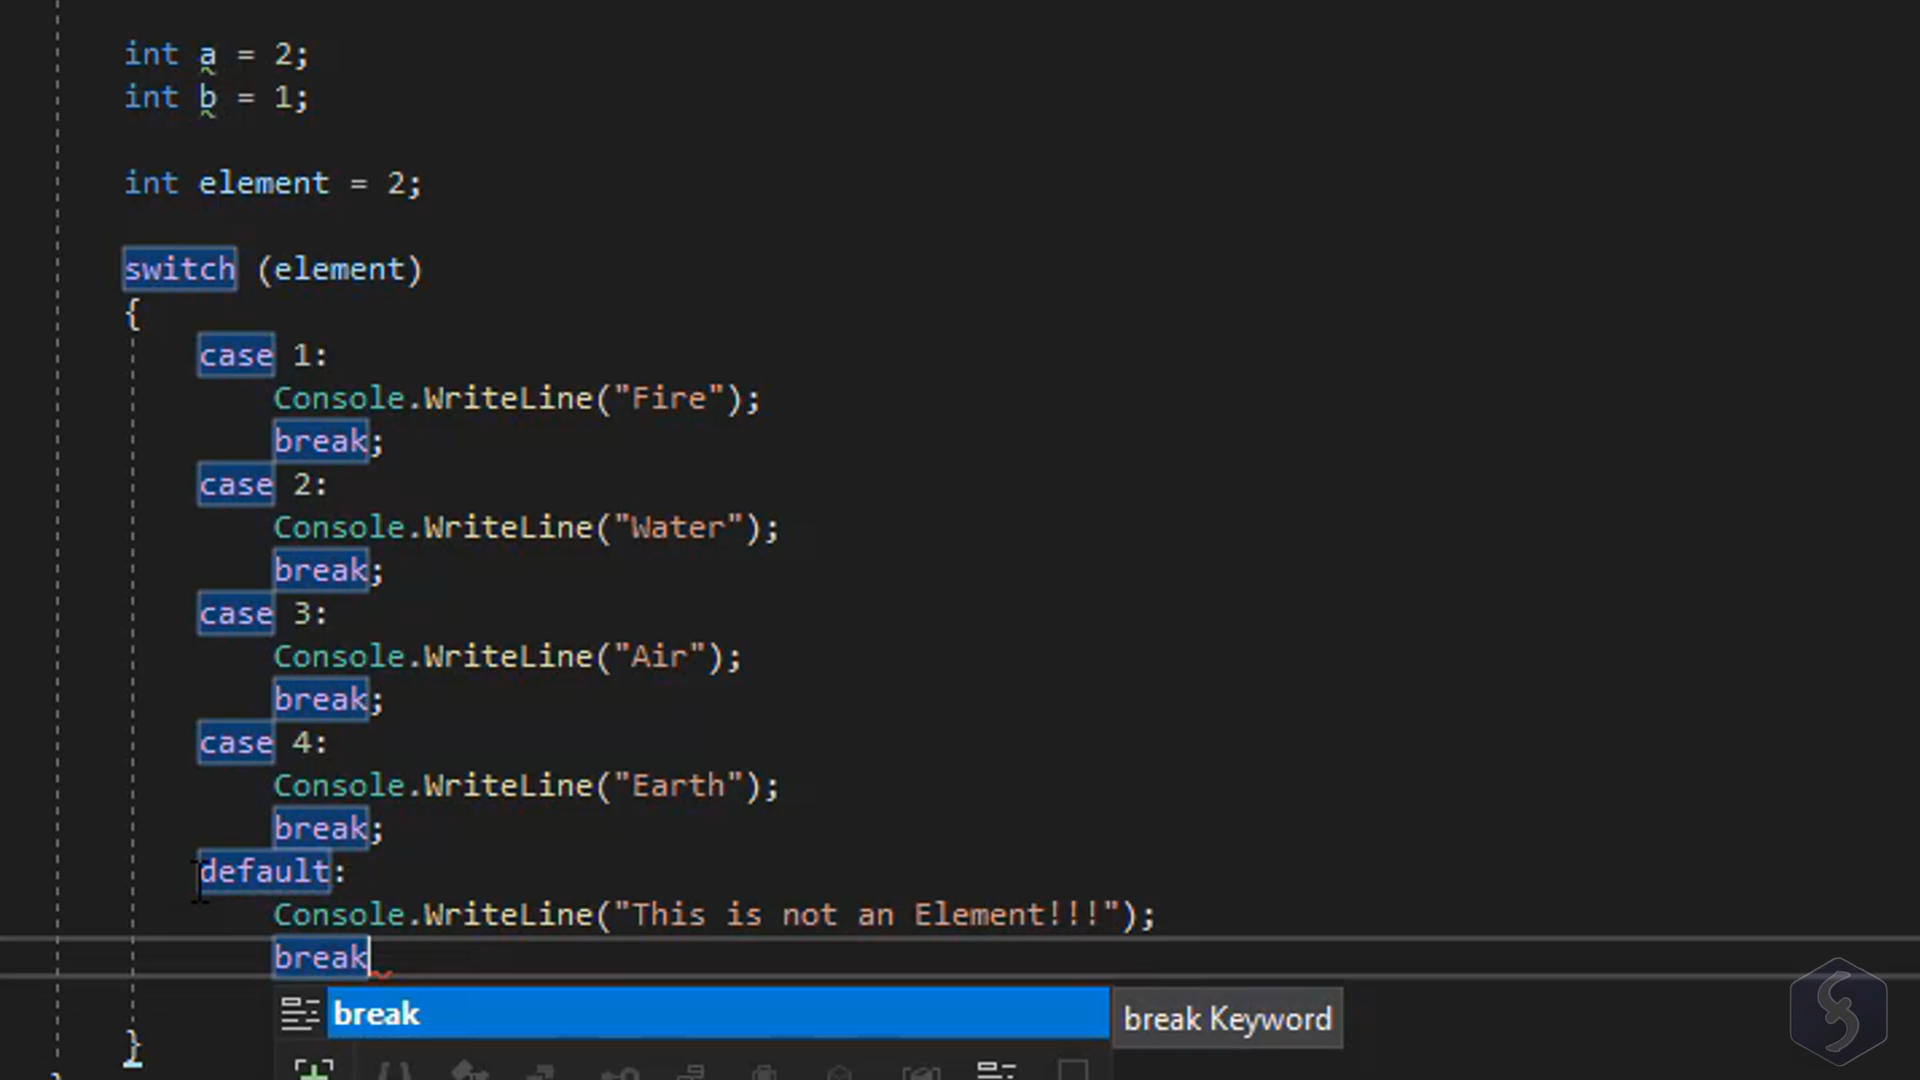 int a = 2;
int b = 1;
int element = 2;
switch (element)
{
case 1:
Console.WriteLine("Fire");
break;
case 2:
Console.WriteLine("Water");
break;
case 3:
Console.WriteLine("Air");
break;
case 4:
Console.WriteLine("Earth");
break;
default:
Console.WriteLine("This is not an Element!!!");
break
break break Keyword
}